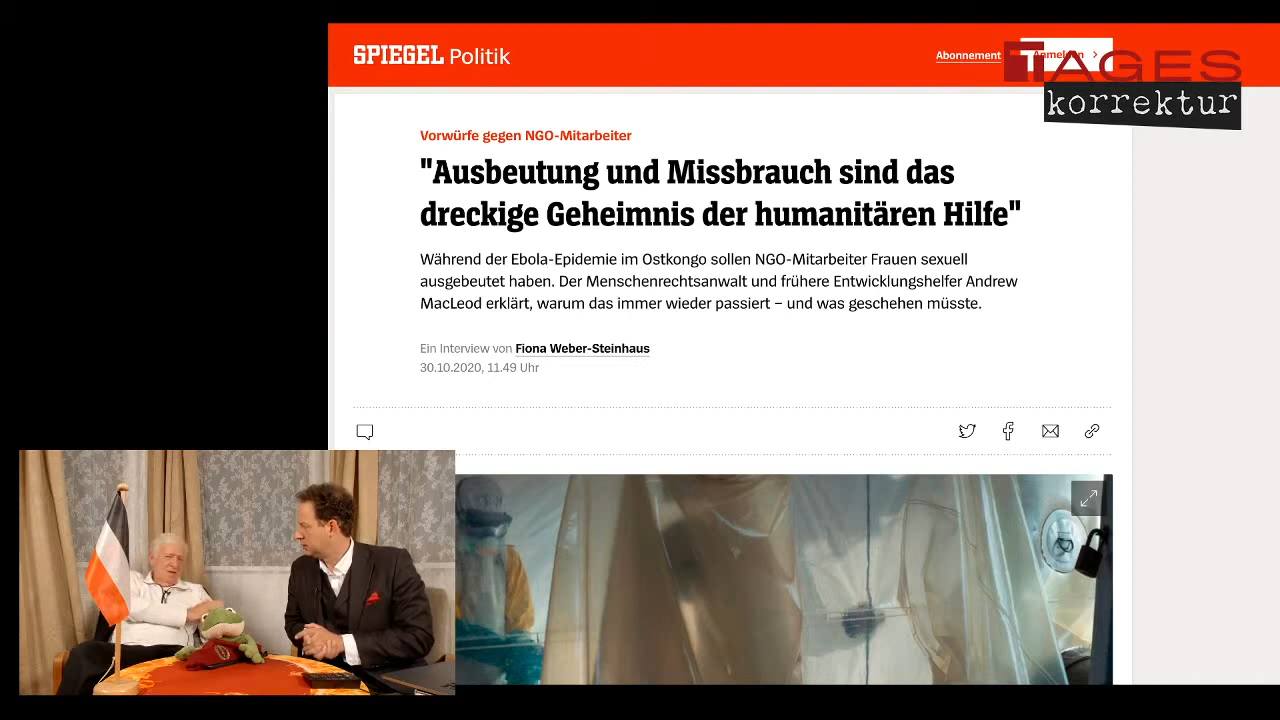 SPIEGEL Politik
Abonnement
Anmelden
TAGES
korrektur
Vorwürfe gegen NGO-Mitarbeiter
"Ausbeutung und Missbrauch sind das
dreckige Geheimnis der humanitären Hilfe"
Während der Ebola-Epidemie im Ostkongo sollen NGO-Mitarbeiter Frauen sexuell
ausgebeutet haben. Der Menschenrechtsanwalt und frühere Entwicklungshelfer Andrew
MacLeod erklärt, warum das immer wieder passiert – und was geschehen müsste.
Ein Interview von Fiona Weber-Steinhaus
30.10.2020, 11.49 Uhr